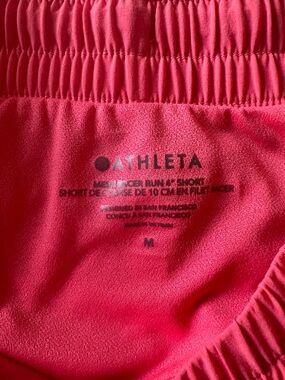 ATHLETA
MESH RACER RUN 4" SHORT
SHORT DE COURSE DE 10 CM EN FILET RACER
DESIGNED IN SAN FRANCISCO
CONÇU À SAN FRANCISCO
M